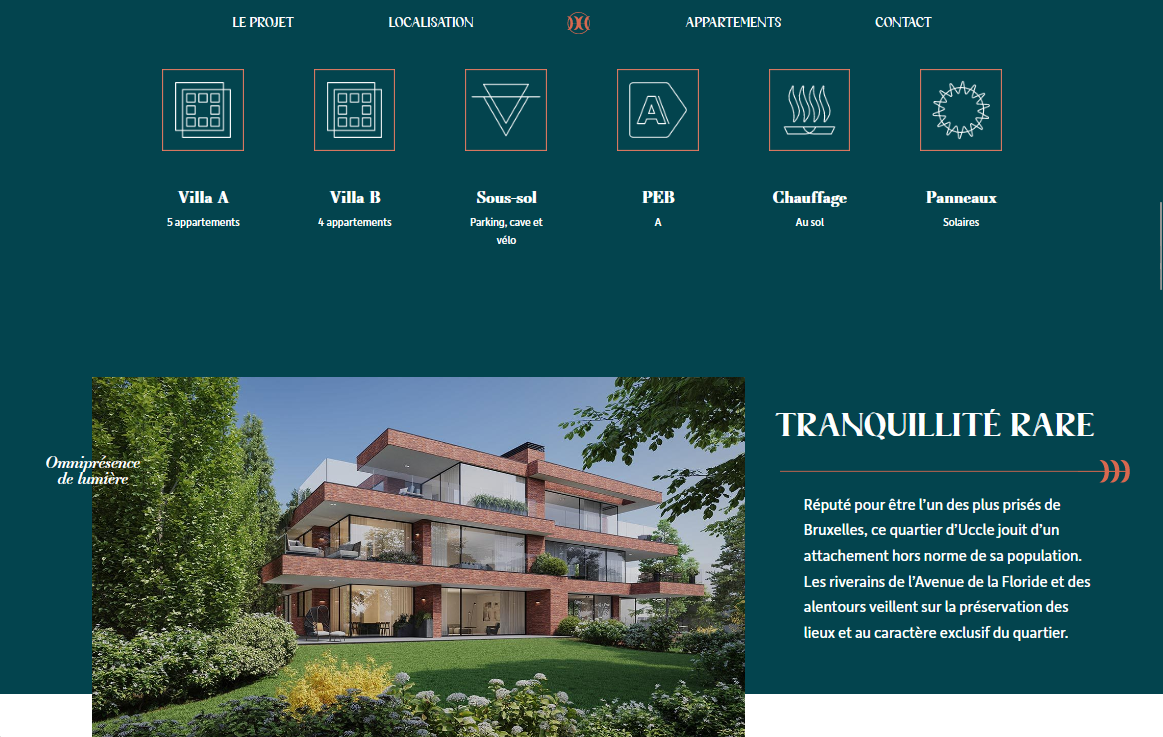 LE PROJET
LOCALISATION
APPARTEMENTS
CONTACT
A
Villa A
5 appartements
Villa B
4 appartements
Sous-sol
Parking, cave et
vélo
PEB
A
Chauffage
Au sol
Panneaux
Solaires
Omniprésence
de lumière
TRANQUILLITÉ RARE
Réputé pour être l’un des plus prisés de
Bruxelles, ce quartier d’Uccle jouit d’un
attachement hors norme de sa population.
Les riverains de l’Avenue de la Floride et des
alentours veillent sur la préservation des
lieux et au caractère exclusif du quartier.